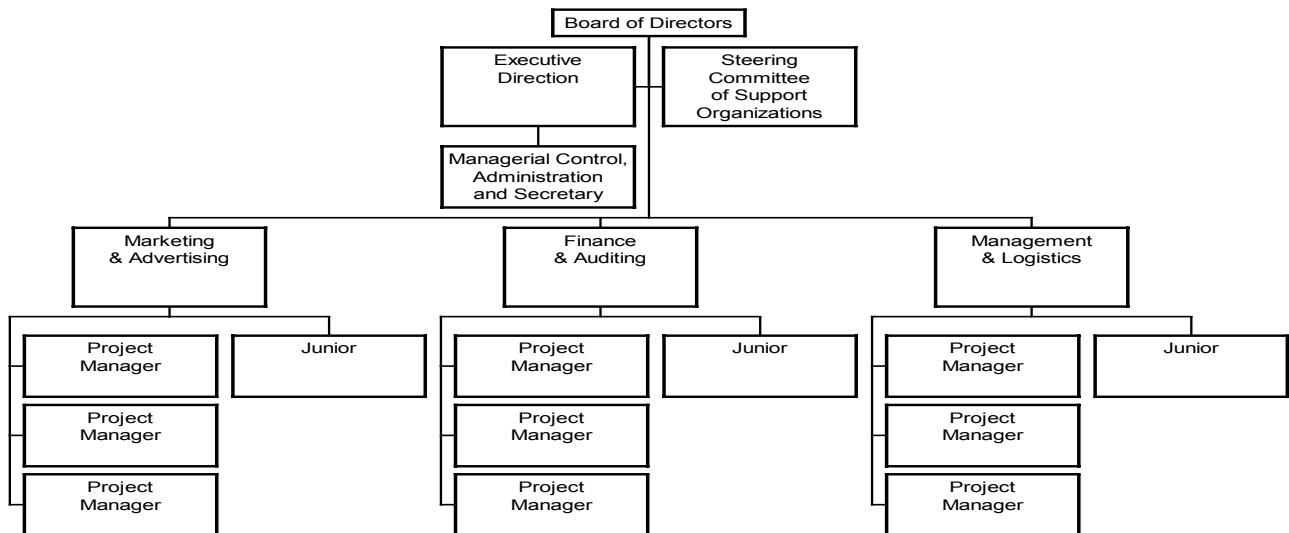 Board of Directors
Executive
Direction
Steering
Committee
of Support
Organizations
Managerial Control,
Administration
and Secretary
Marketing
& Advertising
Finance
& Auditing
Management
& Logistics
Project
Manager
Junior
Project
Manager
Junior
Project
Manager
Junior
Project
Manager
Project
Manager
Project
Manager
Project
Manager
Project
Manager
Project
Manager